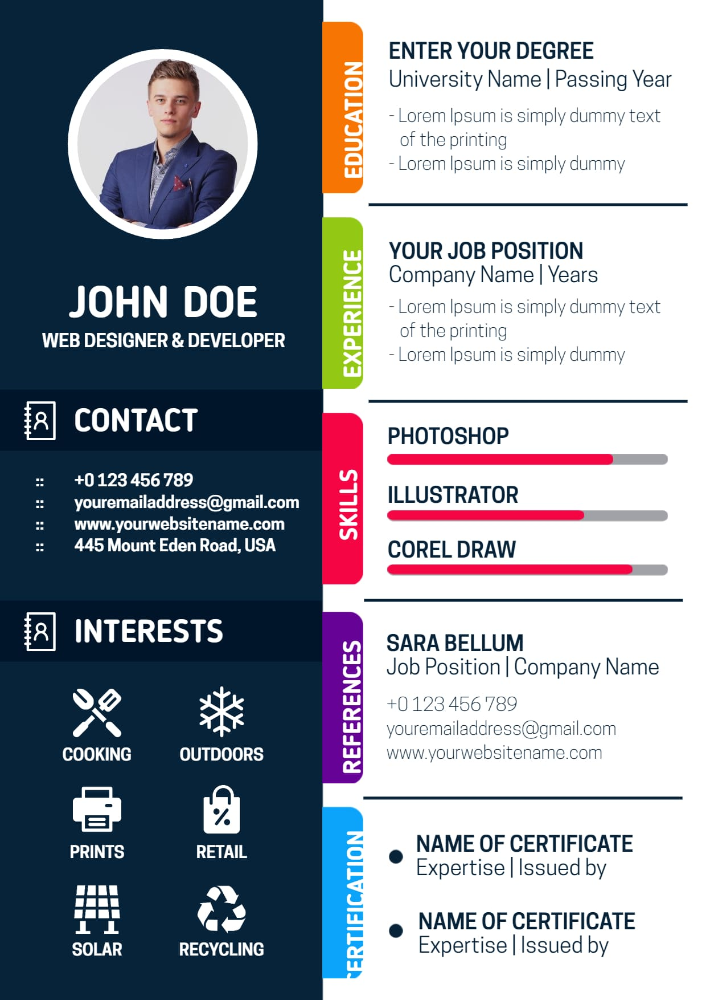 JOHN DOE
WEB DESIGNER & DEVELOPER
CONTACT
:: +0 123 456 789
:: youremailaddress@gmail.com
:: www.yourwebsitename.com
:: 445 Mount Eden Road, USA
INTERESTS
COOKING
OUTDOORS
PRINTS
RETAIL
SOLAR
RECYCLING
EDUCATION
ENTER YOUR DEGREE
University Name | Passing Year
- Lorem Ipsum is simply dummy text
of the printing
- Lorem Ipsum is simply dummy
EXPERIENCE
YOUR JOB POSITION
Company Name | Years
- Lorem Ipsum is simply dummy text
of the printing
- Lorem Ipsum is simply dummy
SKILLS
PHOTOSHOP
ILLUSTRATOR
COREL DRAW
REFERENCES
SARA BELLUM
Job Position | Company Name
+0 123 456 789
youremailaddress@gmail.com
www.yourwebsitename.com
CERTIFICATION
NAME OF CERTIFICATE
Expertise | Issued by
NAME OF CERTIFICATE
Expertise | Issued by